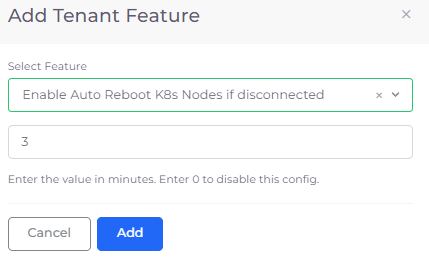 Add Tenant Feature
Select Feature
Enable Auto Reboot K8s Nodes if disconnected
3
Enter the value in minutes. Enter 0 to disable this config.
Cancel
Add